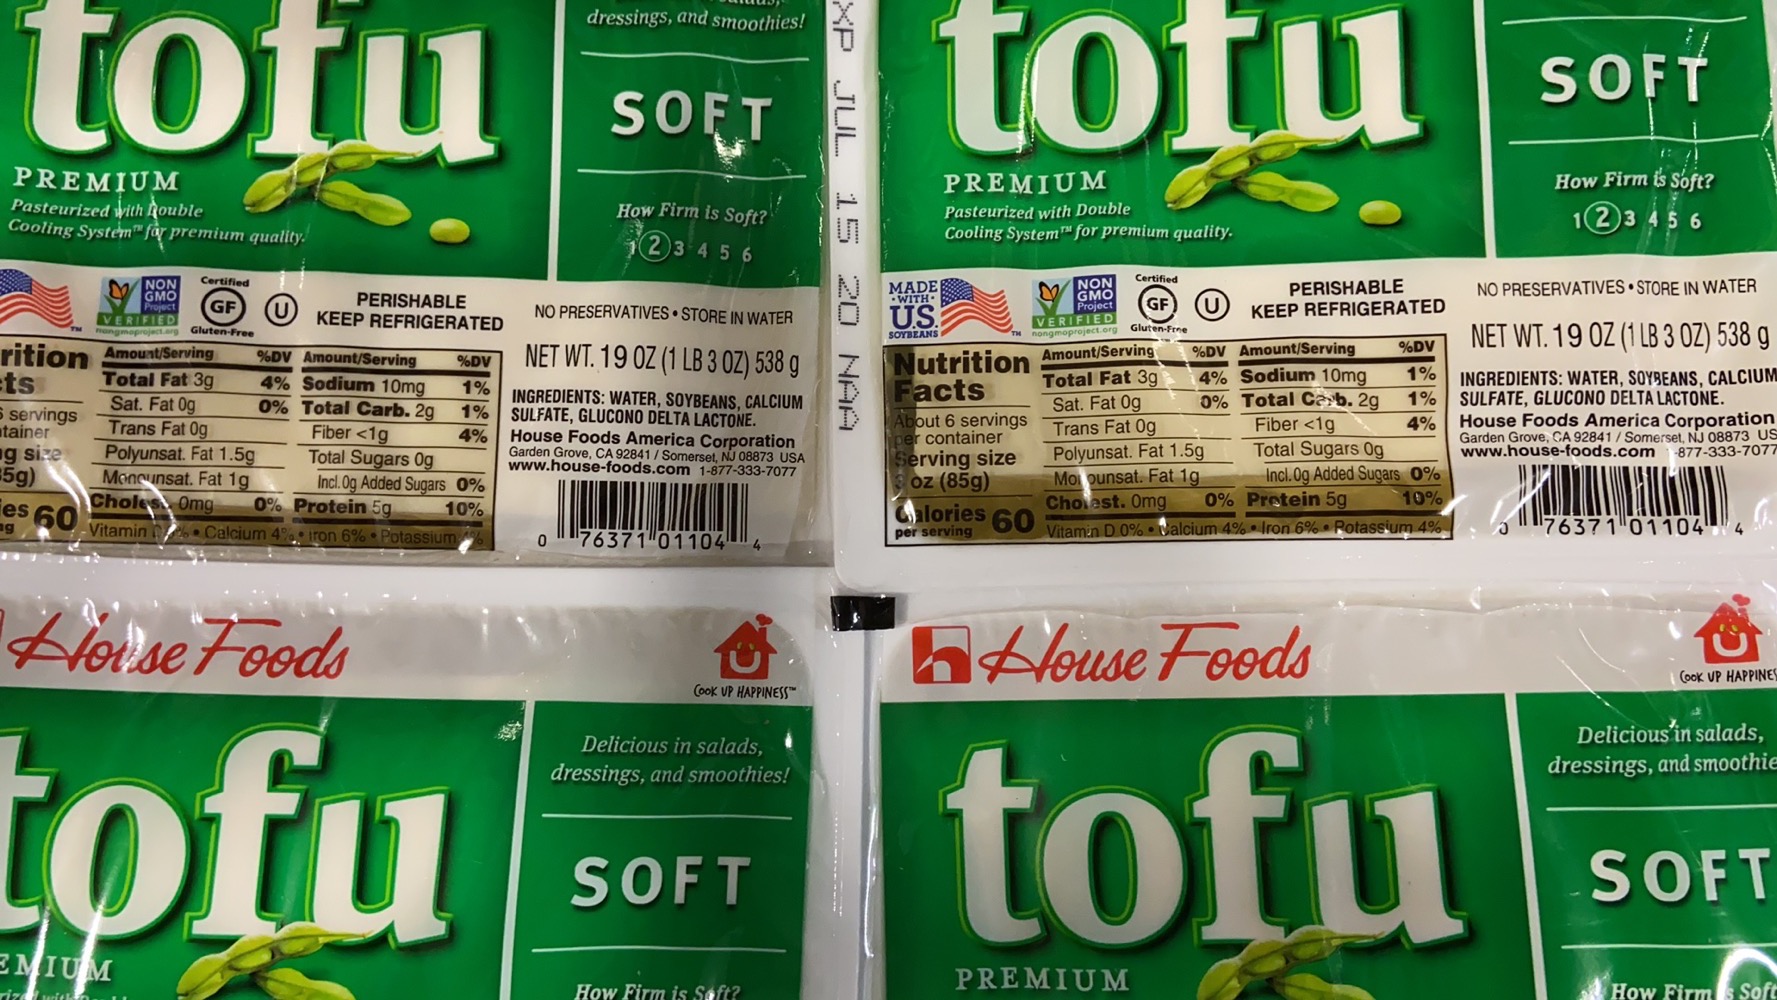 tofu
PREMIUM
Pasteurized with Double
Cooling System™ for premium quality.
dressings, and smoothies!
SOFT
How Firm is Soft?
1 2 3 4 5 6
™
NON
GMO
Project
VERIFIED
nongmoproject.org
Certified
GF
Gluten-Free
U
PERISHABLE
KEEP REFRIGERATED
NO PRESERVATIVES • STORE IN WATER
NET WT. 19 OZ (1 LB 3 OZ) 538 g
Amount/Serving %DV Amount/Serving %DV
Total Fat 3g 4% Sodium 10mg 1%
Sat. Fat 0g 0% Total Carb. 2g 1%
Trans Fat 0g Fiber <1g 4%
Polyunsat. Fat 1.5g Total Sugars 0g
Monounsat. Fat 1g Incl. 0g Added Sugars 0%
Cholest. 0mg 0% Protein 5g 10%
servings
60
Vitamin D 0% • Calcium 4% • Iron 6% • Potassium 4%
INGREDIENTS: WATER, SOYBEANS, CALCIUM
SULFATE, GLUCONO DELTA LACTONE.
House Foods America Corporation
Garden Grove, CA 92841 / Somerset, NJ 08873 USA
www.house-foods.com 1-877-333-7077
0 76371 01104 4
EXP JUL 15 20 NAA
tofu
PREMIUM
Pasteurized with Double
Cooling System™ for premium quality.
SOFT
How Firm is Soft?
1 2 3 4 5 6
MADE
• WITH •
U.S.
SOYBEANS
™
NON
GMO
Project
VERIFIED
nongmoproject.org
Certified
GF
Gluten-Free
U
PERISHABLE
KEEP REFRIGERATED
NO PRESERVATIVES • STORE IN WATER
NET WT. 19 OZ (1 LB 3 OZ) 538 g
Nutrition
Facts
About 6 servings
per container
Serving size
3 oz (85g)
Calories
per serving
60
Amount/Serving %DV Amount/Serving %DV
Total Fat 3g 4% Sodium 10mg 1%
Sat. Fat 0g 0% Total Carb. 2g 1%
Trans Fat 0g Fiber <1g 4%
Polyunsat. Fat 1.5g Total Sugars 0g
Monounsat. Fat 1g Incl. 0g Added Sugars 0%
Cholest. 0mg 0% Protein 5g 10%
Vitamin D 0% • Calcium 4% • Iron 6% • Potassium 4%
INGREDIENTS: WATER, SOYBEANS, CALCIUM
SULFATE, GLUCONO DELTA LACTONE.
House Foods America Corporation
Garden Grove, CA 92841 / Somerset, NJ 08873 US
www.house-foods.com -877-333-7077
0 76371 01104 4
House Foods
COOK UP HAPPINESS™
tofu
Delicious in salads,
dressings, and smoothies!
SOFT
How Firm is Soft?
House Foods
COOK UP HAPPINES
tofu
PREMIUM
Delicious in salads,
dressings, and smoothie
SOFT
How Firm is Soft